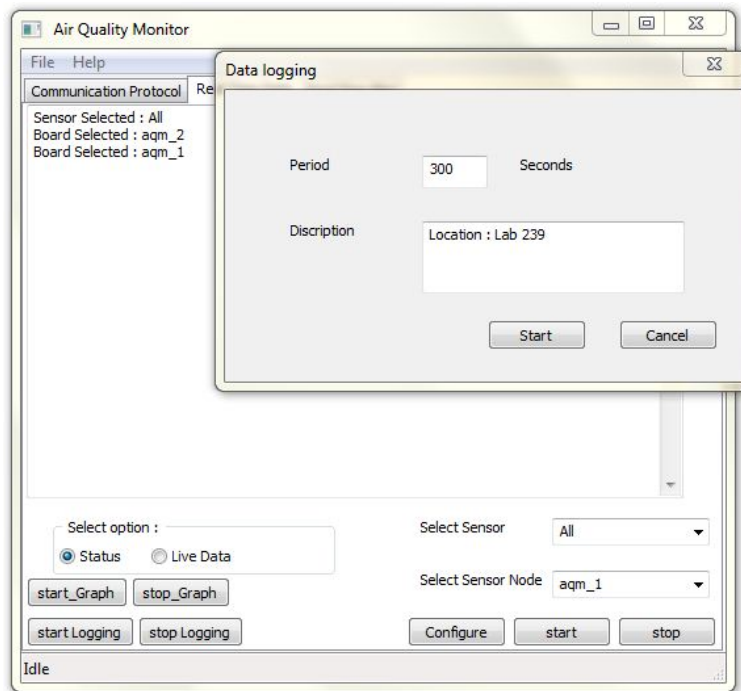 Air Quality Monitor
File Help
Communication Protocol
Sensor Selected : All
Board Selected : aqm_2
Board Selected : aqm_1
Data logging
Period 300 Seconds
Discription Location : Lab 239
Start Cancel
Select option :
Status Live Data
Select Sensor All
Select Sensor Node aqm_1
start_Graph stop_Graph
start Logging stop Logging
Configure start stop
Idle